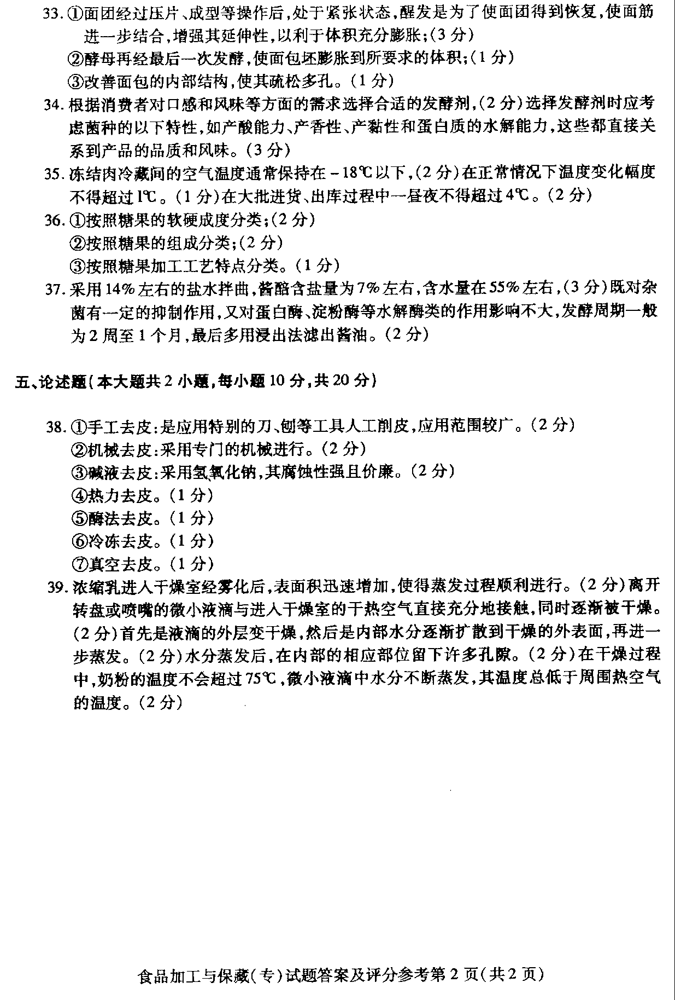 33. ①面团经过压片、成型等操作后,处于紧张状态,醒发是为了使面团得到恢复,使面筋
进一步结合,增强其延伸性,以利于体积充分膨胀;(3 分)
②酵母再经最后一次发酵,使面包坯膨胀到所要求的体积;(1 分)
③改善面包的内部结构,使其疏松多孔。(1 分)
34. 根据消费者对口感和风味等方面的需求选择合适的发酵剂,(2 分)选择发酵剂时应考
虑菌种的以下特性,如产酸能力、产香性、产黏性和蛋白质的水解能力,这些都直接关
系到产品的品质和风味。(3 分)
35. 冻结肉冷藏间的空气温度通常保持在－18℃以下,(2 分)在正常情况下温度变化幅度
不得超过1℃。(1 分)在大批进货、出库过程中一昼夜不得超过4℃。(2 分)
36. ①按照糖果的软硬成度分类;(2 分)
②按照糖果的组成分类;(2 分)
③按照糖果加工工艺特点分类。(1 分)
37. 采用14%左右的盐水拌曲,酱醅含盐量为7%左右,含水量在55%左右,(3 分)既对杂
菌有一定的抑制作用,又对蛋白酶、淀粉酶等水解酶类的作用影响不大,发酵周期一般
为2 周至1 个月,最后多用浸出法滤出酱油。(2 分)
五、论述题(本大题共2 小题,每小题10 分,共20 分)
38. ①手工去皮:是应用特别的刀、刨等工具人工削皮,应用范围较广。(2 分)
②机械去皮:采用专门的机械进行。(2 分)
③碱液去皮:采用氢氧化钠,其腐蚀性强且价廉。(2 分)
④热力去皮。(1 分)
⑤酶法去皮。(1 分)
⑥冷冻去皮。(1 分)
⑦真空去皮。(1 分)
39. 浓缩乳进入干燥室经雾化后,表面积迅速增加,使得蒸发过程顺利进行。(2 分)离开
转盘或喷嘴的微小液滴与进入干燥室的干热空气直接充分地接触,同时逐渐被干燥。
(2 分)首先是液滴的外层变干燥,然后是内部水分逐渐扩散到干燥的外表面,再进一
步蒸发。(2 分)水分蒸发后,在内部的相应部位留下许多孔隙。(2 分)在干燥过程
中,奶粉的温度不会超过75℃,微小液滴中水分不断蒸发,其温度总低于周围热空气
的温度。(2 分)
食品加工与保藏(专)试题答案及评分参考第2 页(共2 页)